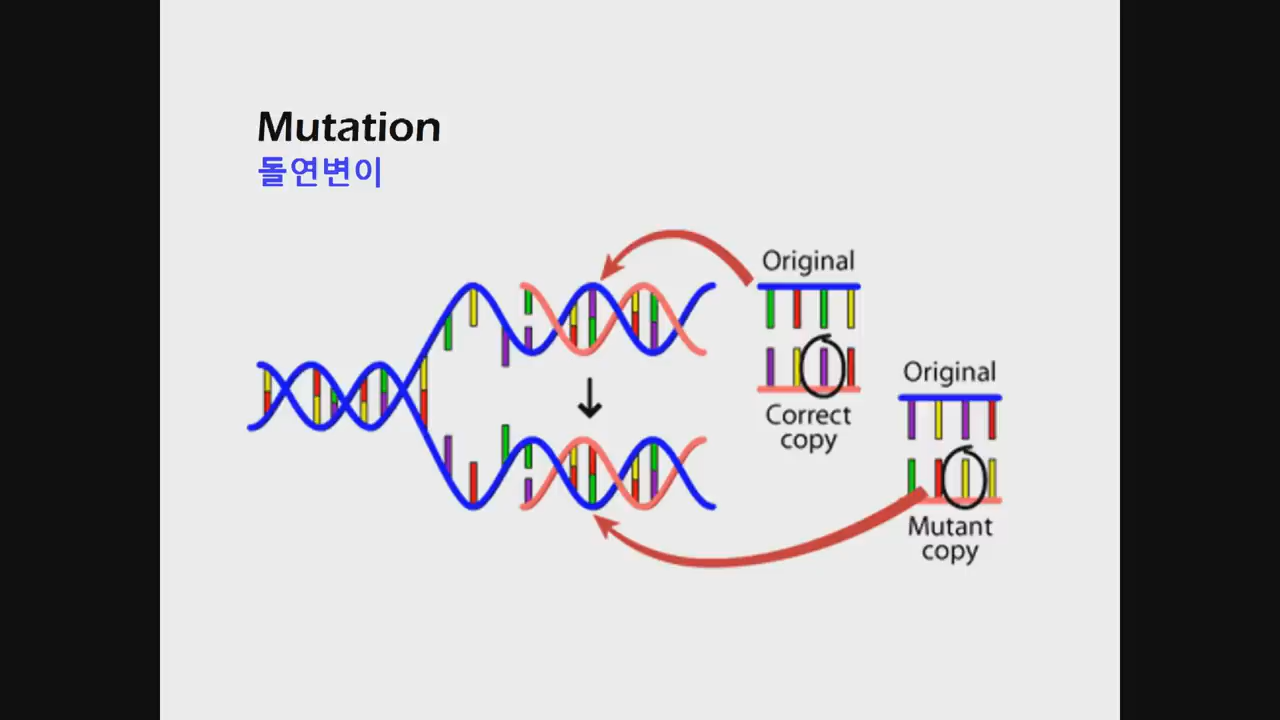 Mutation
돌연변이
Original
Correct
copy
Original
Mutant
copy